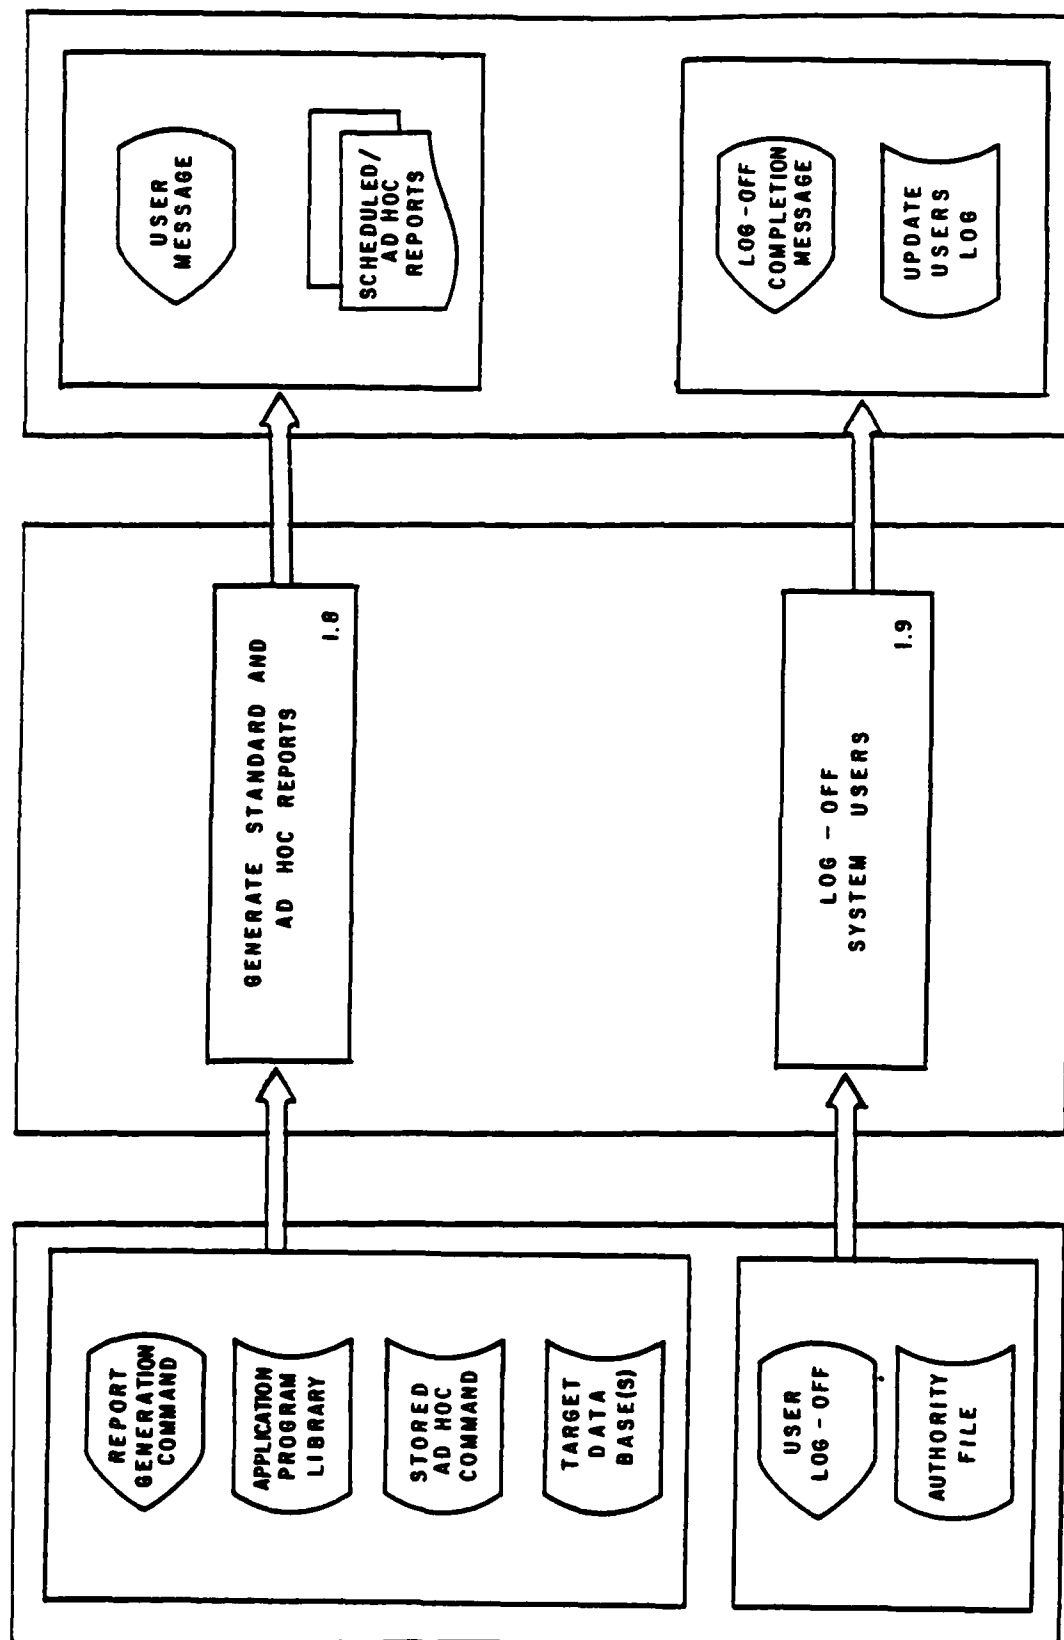 REPORT
GENERATION
COMMAND
APPLICATION
PROGRAM
LIBRARY
STORED
AD HOC
COMMAND
TARGET
DATA
BASE(S)
GENERATE STANDARD AND
AD HOC REPORTS
1.8
USER
MESSAGE
SCHEDULED/
AD HOC
REPORTS
USER
LOG-OFF
AUTHORITY
FILE
LOG-OFF
SYSTEM USERS
1.9
LOG-OFF
COMPLETION
MESSAGE
UPDATE
USERS
LOG